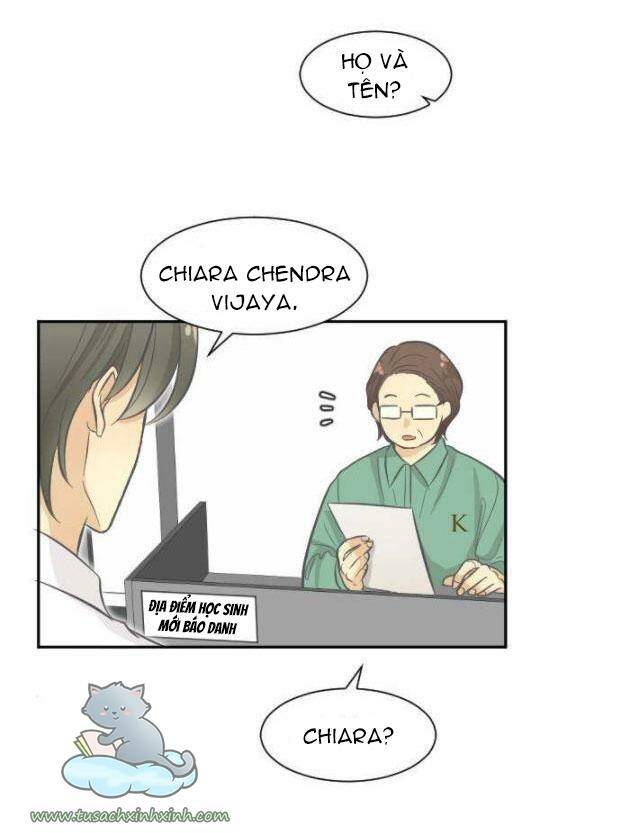 HỌ VÀ
TÊN?
CHIARA CHENDRA
VIJAYA.
K
ĐỊA ĐIỂM HỌC SINH
MỚI BÁO DANH
CHIARA?
www.tusachxinhxinh.com